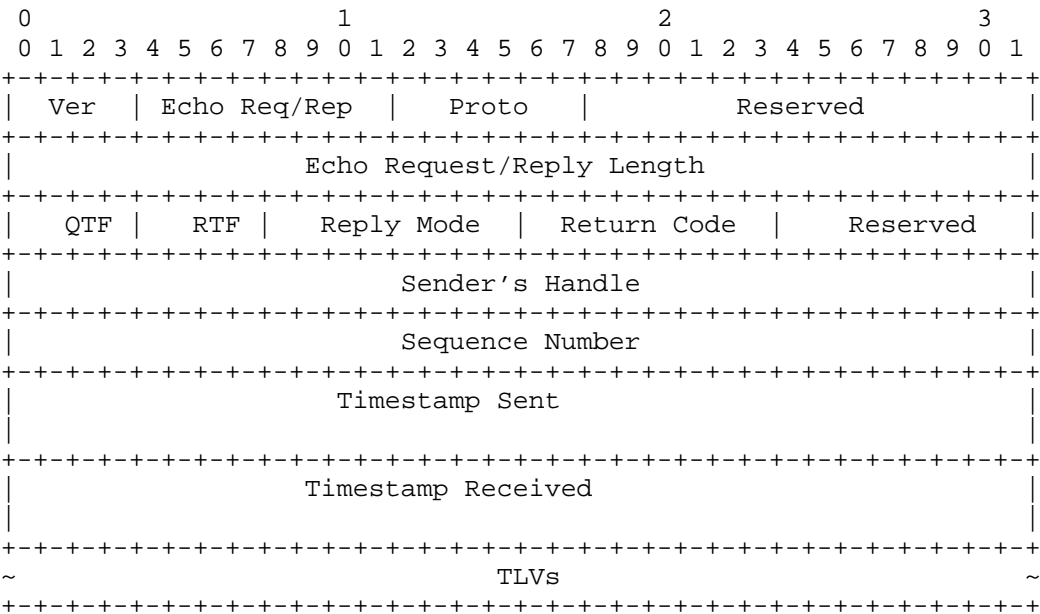 0                   1                   2                   3
 0 1 2 3 4 5 6 7 8 9 0 1 2 3 4 5 6 7 8 9 0 1 2 3 4 5 6 7 8 9 0 1
+-+-+-+-+-+-+-+-+-+-+-+-+-+-+-+-+-+-+-+-+-+-+-+-+-+-+-+-+-+-+-+-+
|  Ver  | Echo Req/Rep  |   Proto   |         Reserved          |
+-+-+-+-+-+-+-+-+-+-+-+-+-+-+-+-+-+-+-+-+-+-+-+-+-+-+-+-+-+-+-+-+
|                  Echo Request/Reply Length                    |
+-+-+-+-+-+-+-+-+-+-+-+-+-+-+-+-+-+-+-+-+-+-+-+-+-+-+-+-+-+-+-+-+
|   QTF |   RTF |   Reply Mode  |  Return Code  |    Reserved   |
+-+-+-+-+-+-+-+-+-+-+-+-+-+-+-+-+-+-+-+-+-+-+-+-+-+-+-+-+-+-+-+-+
|                        Sender’s Handle                        |
+-+-+-+-+-+-+-+-+-+-+-+-+-+-+-+-+-+-+-+-+-+-+-+-+-+-+-+-+-+-+-+-+
|                        Sequence Number                        |
+-+-+-+-+-+-+-+-+-+-+-+-+-+-+-+-+-+-+-+-+-+-+-+-+-+-+-+-+-+-+-+-+
|                    Timestamp Sent                             |
|                                                               |
+-+-+-+-+-+-+-+-+-+-+-+-+-+-+-+-+-+-+-+-+-+-+-+-+-+-+-+-+-+-+-+-+
|                  Timestamp Received                           |
|                                                               |
+-+-+-+-+-+-+-+-+-+-+-+-+-+-+-+-+-+-+-+-+-+-+-+-+-+-+-+-+-+-+-+-+
~                              TLVs                             ~
+-+-+-+-+-+-+-+-+-+-+-+-+-+-+-+-+-+-+-+-+-+-+-+-+-+-+-+-+-+-+-+-+